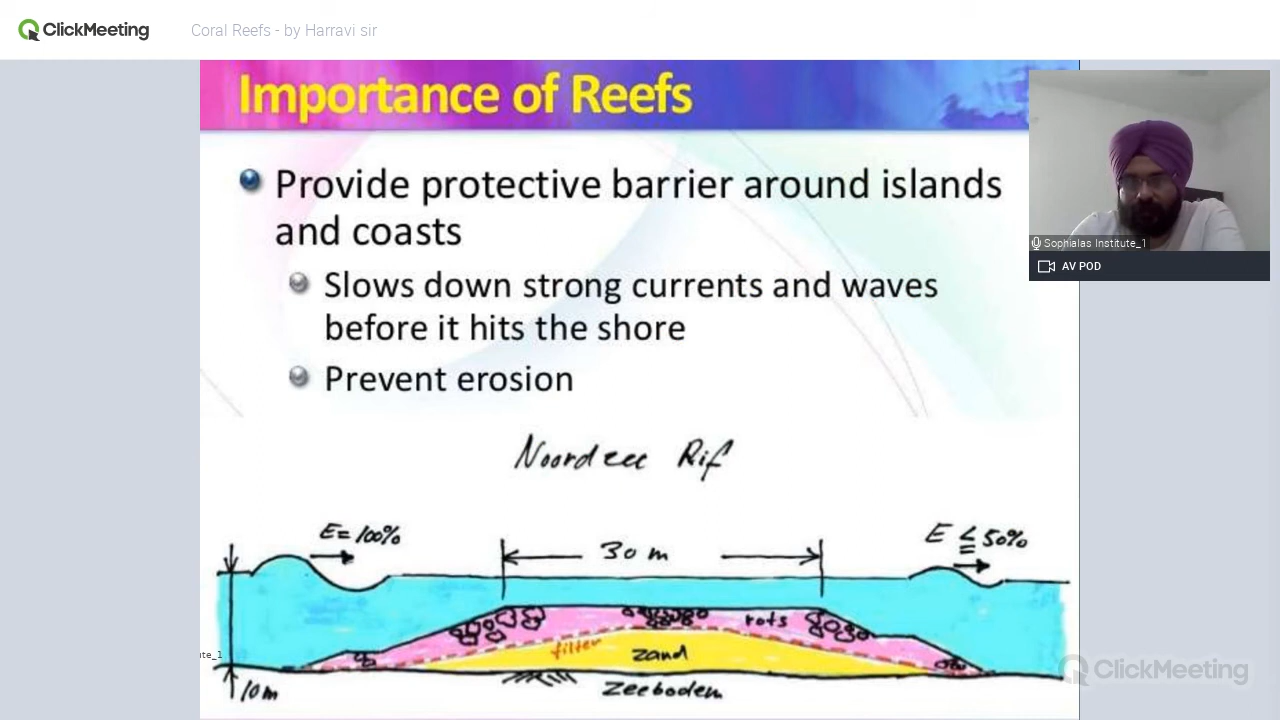 ClickMeeting
Coral Reefs - by Harravi sir
Importance of Reefs
Provide protective barrier around islands
and coasts
Slows down strong currents and waves
before it hits the shore
Prevent erosion
Sophialas Institute_1
AV POD
Noordzee Rif
E=100%
30 m
E ≤ 50%
rots
filter
zand
ute_1
10m
zeebodem
ClickMeeting